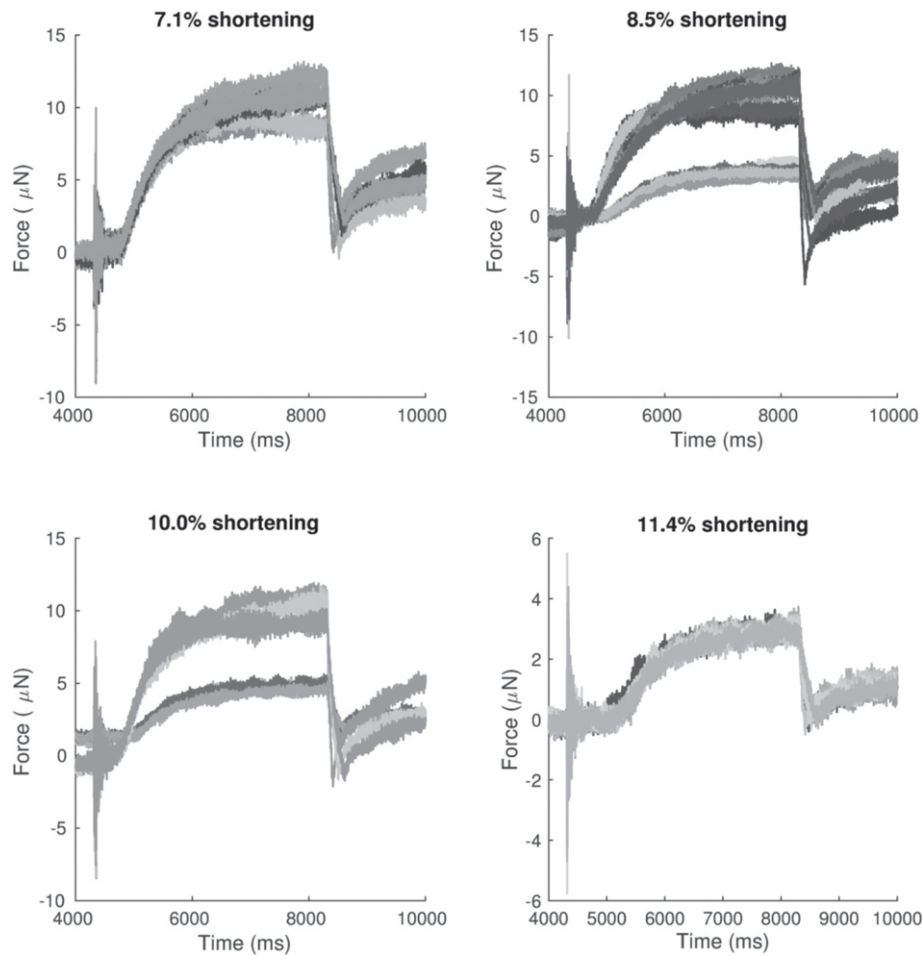 7.1% shortening
15
10
5
0
-5
-10
Force ( μN)
4000 6000 8000 10000
Time (ms)
8.5% shortening
15
10
5
0
-5
-10
-15
Force ( μN)
4000 6000 8000 10000
Time (ms)
10.0% shortening
15
10
5
0
-5
-10
Force ( μN)
4000 6000 8000 10000
Time (ms)
11.4% shortening
6
4
2
0
-2
-4
-6
Force ( μN)
4000 5000 6000 7000 8000 9000 10000
Time (ms)